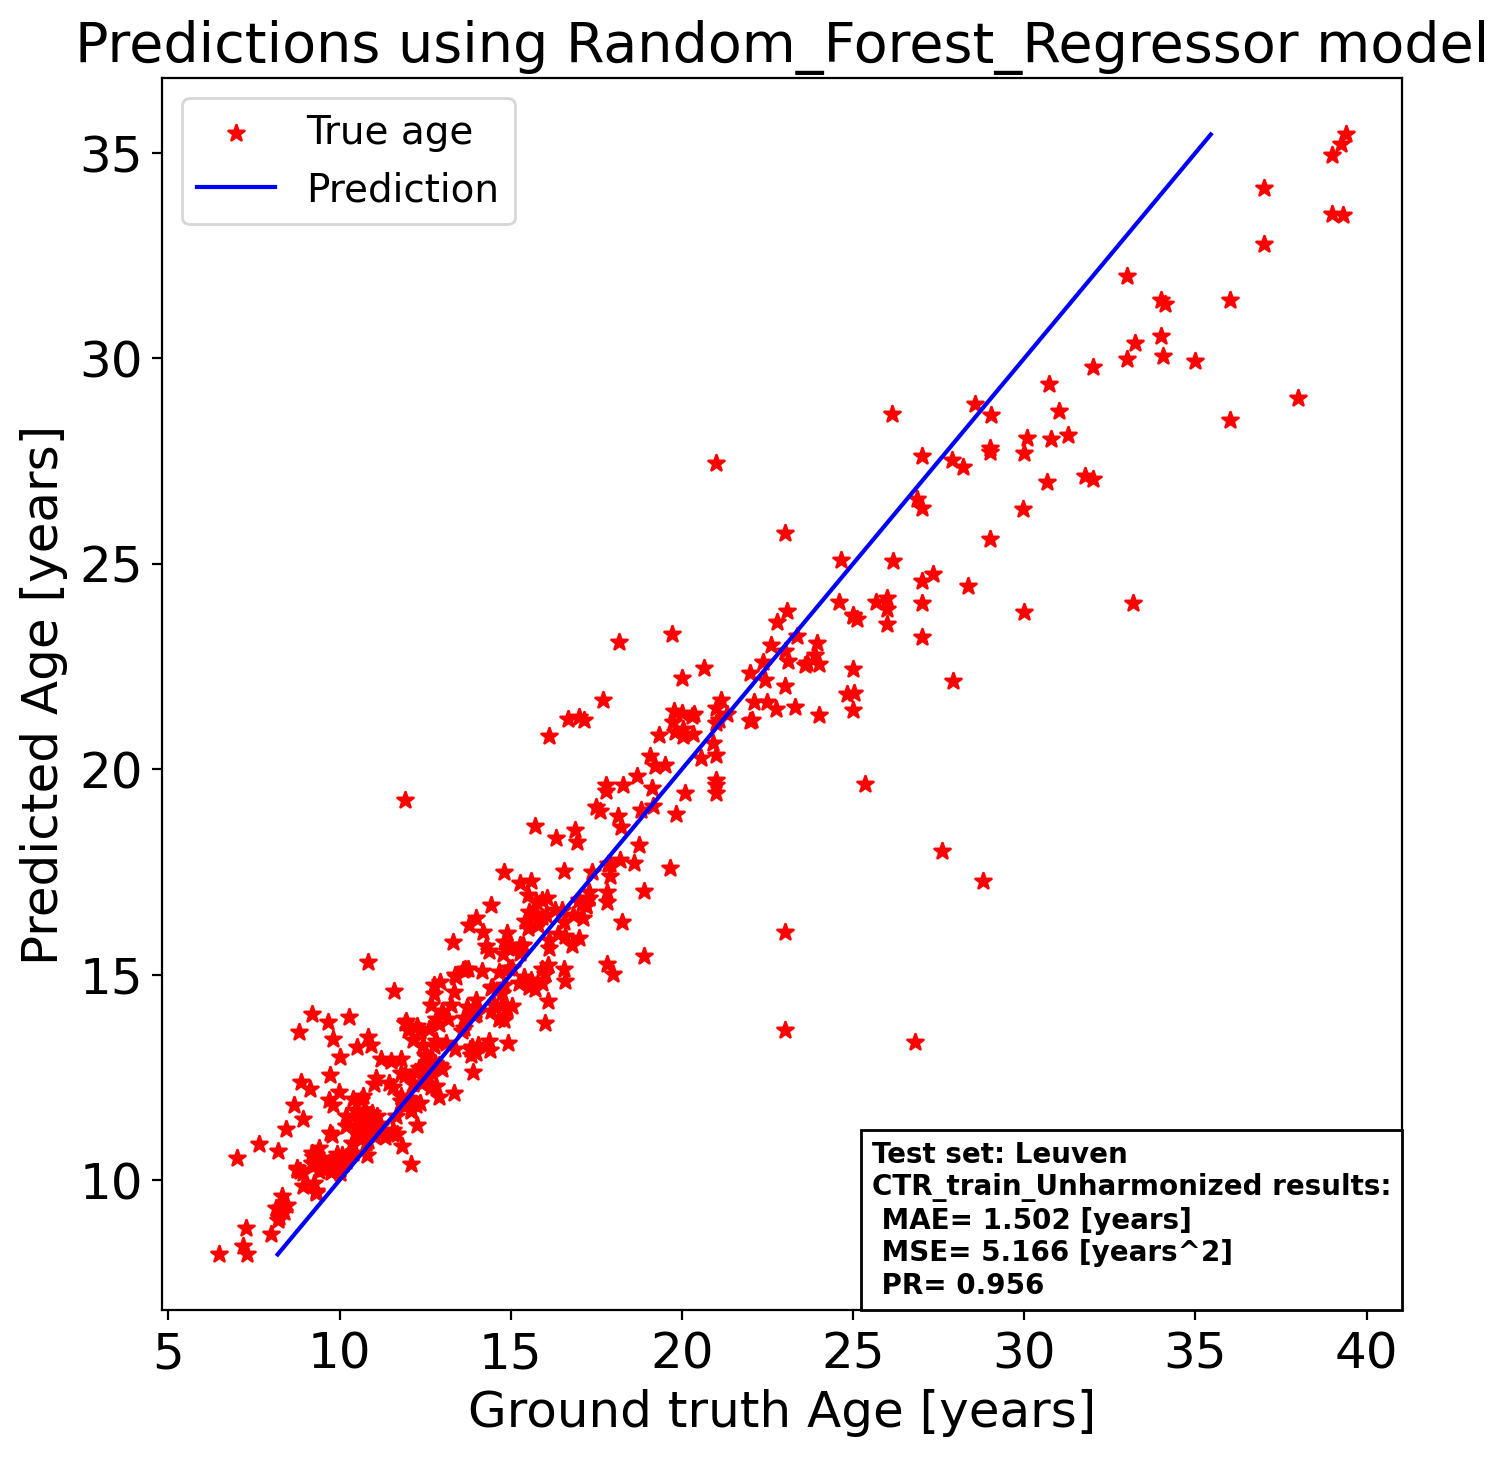 Predictions using Random_Forest_Regressor model
True age
Prediction
Predicted Age [years]
35
30
25
20
15
10
Test set: Leuven
CTR_train_Unharmonized results:
MAE= 1.502 [years]
MSE= 5.166 [years^2]
PR= 0.956
5 10 15 20 25 30 35 40
Ground truth Age [years]